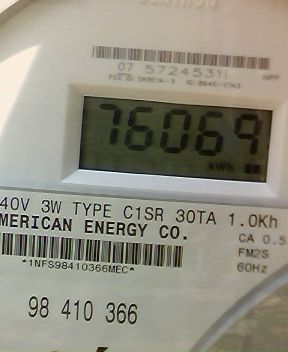 07 57245311
76069
kWh
40V 3W TYPE C1SR 30TA 1.0Kh
MERICAN ENERGY CO.
CA 0.5
FM2S
60Hz
*1NFS98410366MEC*
98 410 366